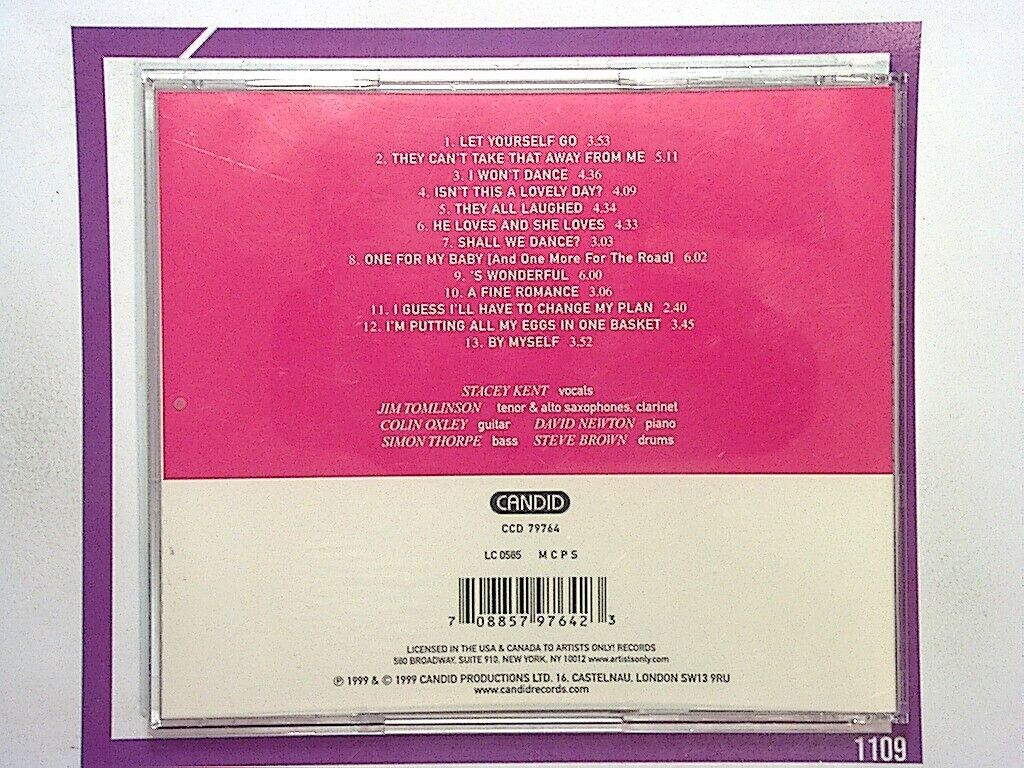 1. LET YOURSELF GO 3.53
2. THEY CAN'T TAKE THAT AWAY FROM ME 5.11
3. I WON'T DANCE 4.36
4. ISN'T THIS A LOVELY DAY? 4.09
5. THEY ALL LAUGHED 4.34
6. HE LOVES AND SHE LOVES 4.33
7. SHALL WE DANCE? 3.03
8. ONE FOR MY BABY [And One More For The Road] 6.02
9. 'S WONDERFUL 6.00
10. A FINE ROMANCE 3.06
11. I GUESS I'LL HAVE TO CHANGE MY PLAN 2.40
12. I'M PUTTING ALL MY EGGS IN ONE BASKET 3.45
13. BY MYSELF 3.52
STACEY KENT vocals
JIM TOMLINSON tenor & alto saxophones, clarinet
COLIN OXLEY guitar DAVID NEWTON piano
SIMON THORPE bass STEVE BROWN drums
CANDID
CCD 79764
LC 0585 M C P S
7 08857 97642 3
LICENSED IN THE USA & CANADA TO ARTISTS ONLY! RECORDS
580 BROADWAY, SUITE 910, NEW YORK, NY 10012 www.artistsonly.com
℗ 1999 & © 1999 CANDID PRODUCTIONS LTD. 16, CASTELNAU, LONDON SW13 9RU
www.candidrecords.com
1109